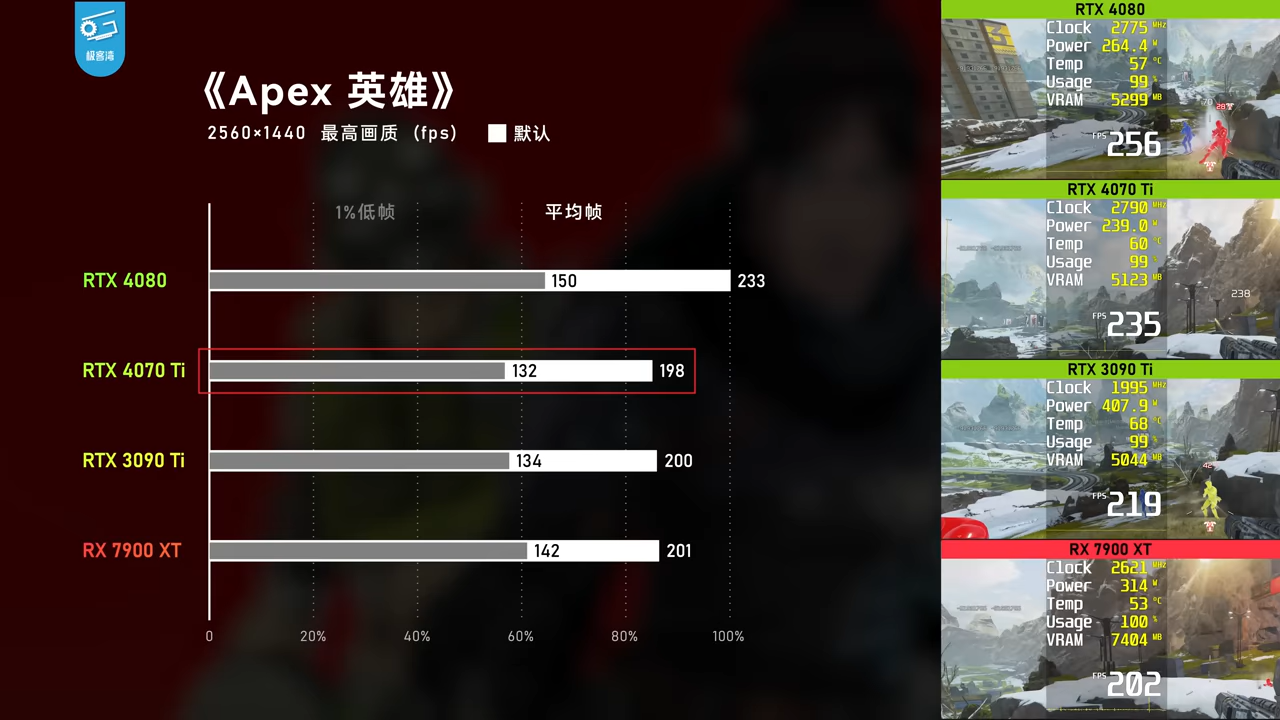 极客湾
《Apex 英雄》
2560×1440 最高画质 (fps) 默认
1%低帧 平均帧
RTX 4080 150 233
RTX 4070 Ti 132 198
RTX 3090 Ti 134 200
RX 7900 XT 142 201
0 20% 40% 60% 80% 100%
RTX 4080
Clock 2775 MHz
Power 264.4 W
Temp 57 °C
Usage 99 %
VRAM 5299 MB
FPS 256
RTX 4070 Ti
Clock 2790 MHz
Power 239.0 W
Temp 60 °C
Usage 99 %
VRAM 5123 MB
238
FPS 235
RTX 3090 Ti
Clock 1995 MHz
Power 407.9 W
Temp 68 °C
Usage 99 %
VRAM 5044 MB
42
FPS 219
RX 7900 XT
Clock 2621 MHz
Power 314 W
Temp 53 °C
Usage 100 %
VRAM 7404 MB
FPS 202